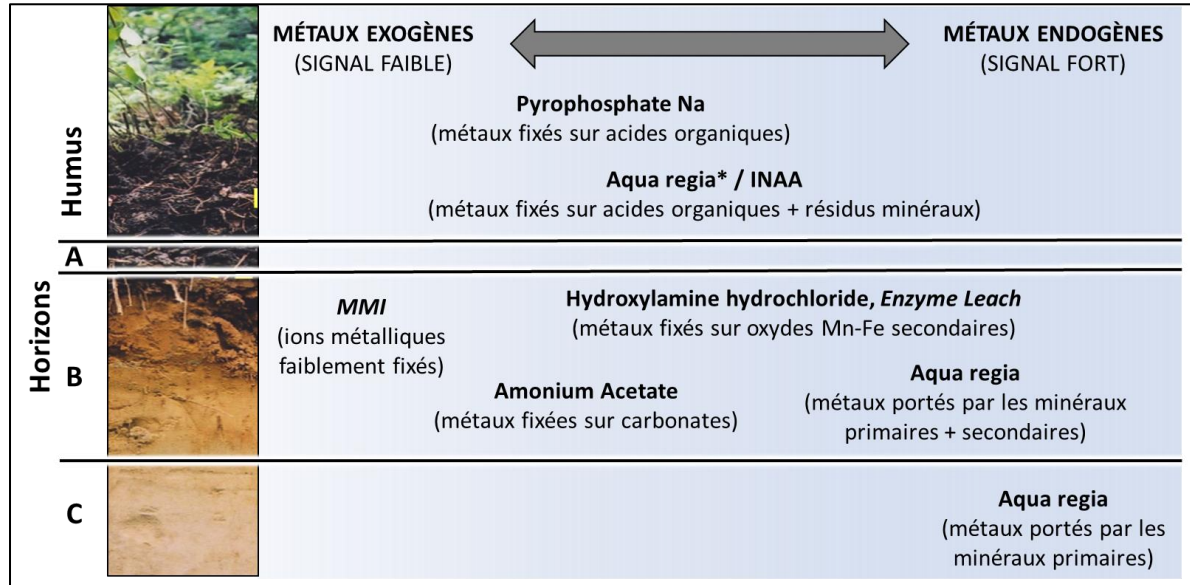 MÉTAUX EXOGÈNES
(SIGNAL FAIBLE)
MÉTAUX ENDOGÈNES
(SIGNAL FORT)
Horizons
Humus
Pyrophosphate Na
(métaux fixés sur acides organiques)
Aqua regia* / INAA
(métaux fixés sur acides organiques + résidus minéraux)
A
B
MMI
(ions métalliques
faiblement fixés)
Hydroxylamine hydrochloride, Enzyme Leach
(métaux fixés sur oxydes Mn-Fe secondaires)
Amonium Acetate
(métaux fixées sur carbonates)
Aqua regia
(métaux portés par les minéraux
primaires + secondaires)
C
Aqua regia
(métaux portés par les
minéraux primaires)